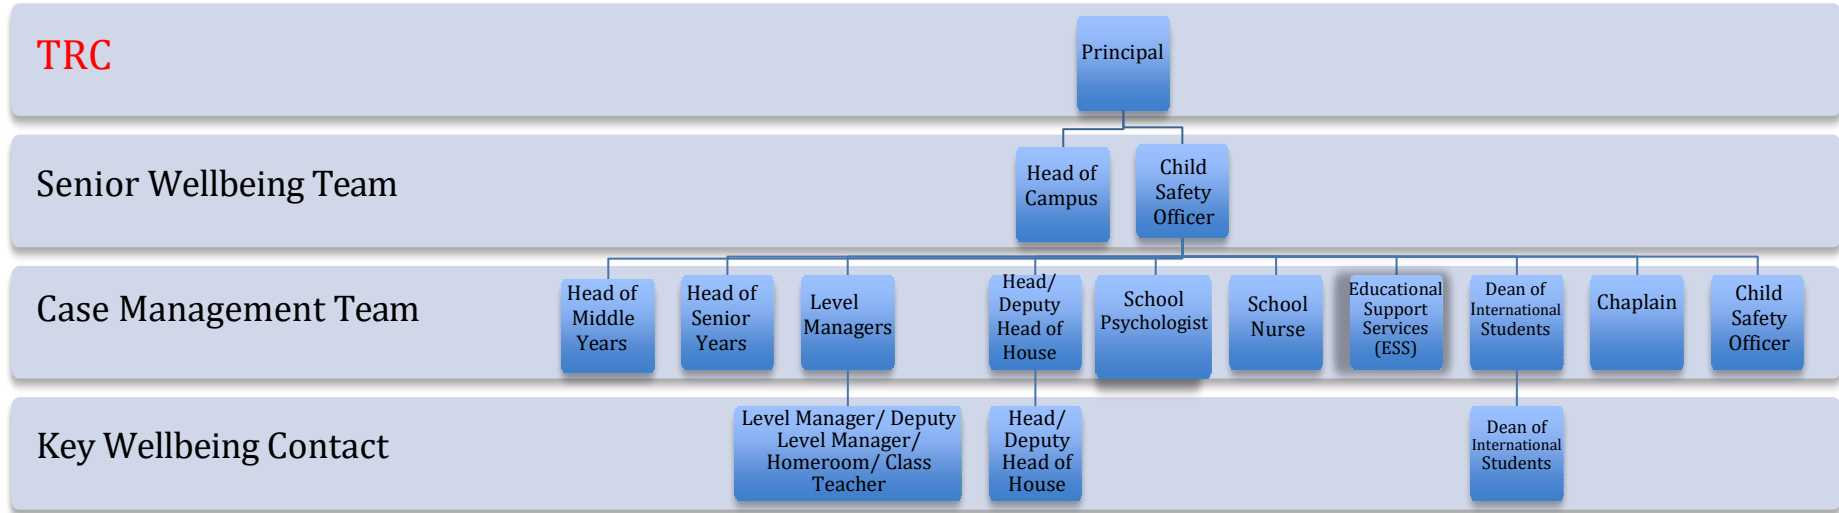 TRC
Principal
Senior Wellbeing Team
Head of
Campus
Child
Safety
Officer
Case Management Team
Head of
Middle
Years
Head of
Senior
Years
Level
Managers
Head/
Deputy
Head of
House
School
Psychologist
School
Nurse
Educational
Support
Services
(ESS)
Dean of
International
Students
Chaplain
Child
Safety
Officer
Key Wellbeing Contact
Level Manager/ Deputy
Level Manager/
Homeroom/ Class
Teacher
Head/
Deputy
Head of
House
Dean of
International
Students